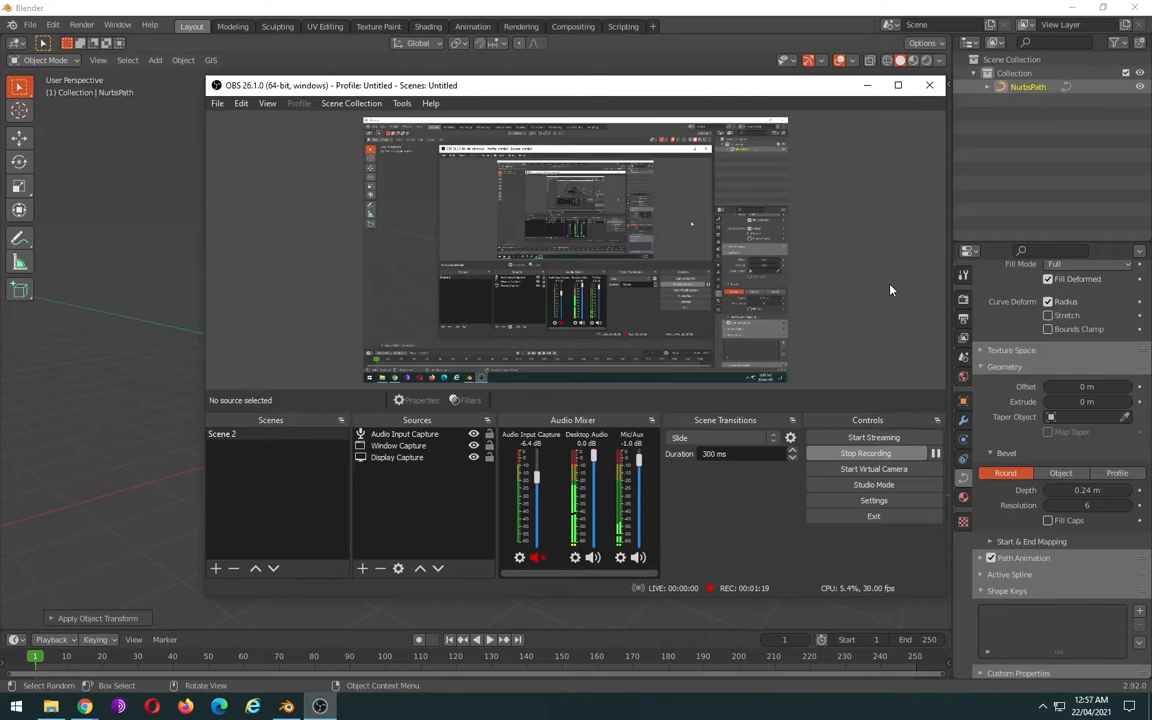 Blender
File Edit Render Window Help Layout Modeling Sculpting UV Editing Texture Paint Shading Animation Rendering Compositing Scripting + Scene View Layer
Global Options
Object Mode View Select Add Object GIS
User Perspective
(1) Collection | NurbsPath
Scene Collection
Collection
NurbsPath
OBS 26.1.0 (64-bit, windows) - Profile: Untitled - Scenes: Untitled
File Edit View Profile Scene Collection Tools Help
No source selected Properties Filters
Scenes Sources Audio Mixer Scene Transitions Controls
Scene 2
Audio Input Capture
Window Capture
Display Capture
Audio Input Capture Desktop Audio Mic/Aux
-6.4 dB 0.0 dB -1.0 dB
Slide
Duration 300 ms
Start Streaming
Stop Recording
Start Virtual Camera
Studio Mode
Settings
Exit
LIVE: 00:00:00 REC: 00:01:19 CPU: 5.4%, 30.00 fps
Fill Mode Full
Fill Deformed
Curve Deform Radius
Stretch
Bounds Clamp
Texture Space
Geometry
Offset 0 m
Extrude 0 m
Taper Object
Map Taper
Bevel
Round Object Profile
Depth 0.24 m
Resolution 6
Fill Caps
Start & End Mapping
Path Animation
Active Spline
Shape Keys
Custom Properties
Apply Object Transform
Playback Keying View Marker 1 Start 1 End 250
1 10 20 30 40 50 60 70 80 90 100 110 120 130 140 150 160 170 180 190 200 210 220 230 240 250
Select Random Box Select Rotate View Object Context Menu 2.92.0
12:57 AM
22/04/2021